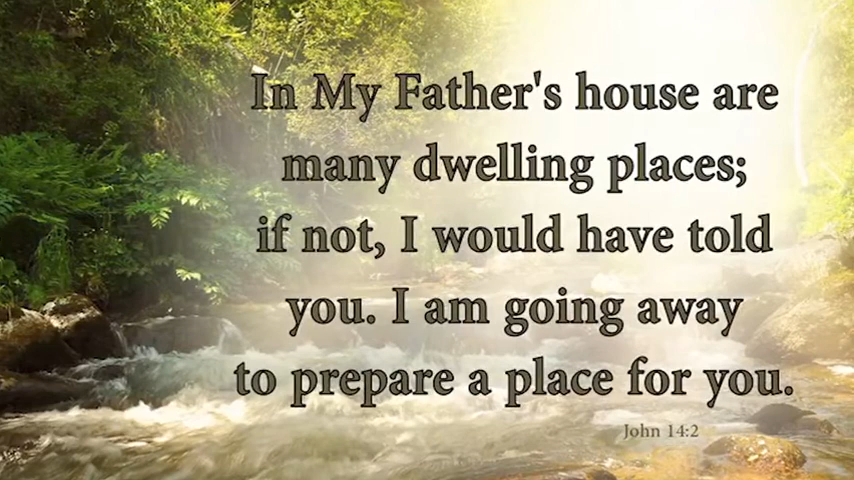 In My Father's house are
many dwelling places;
if not, I would have told
you. I am going away
to prepare a place for you.
John 14:2